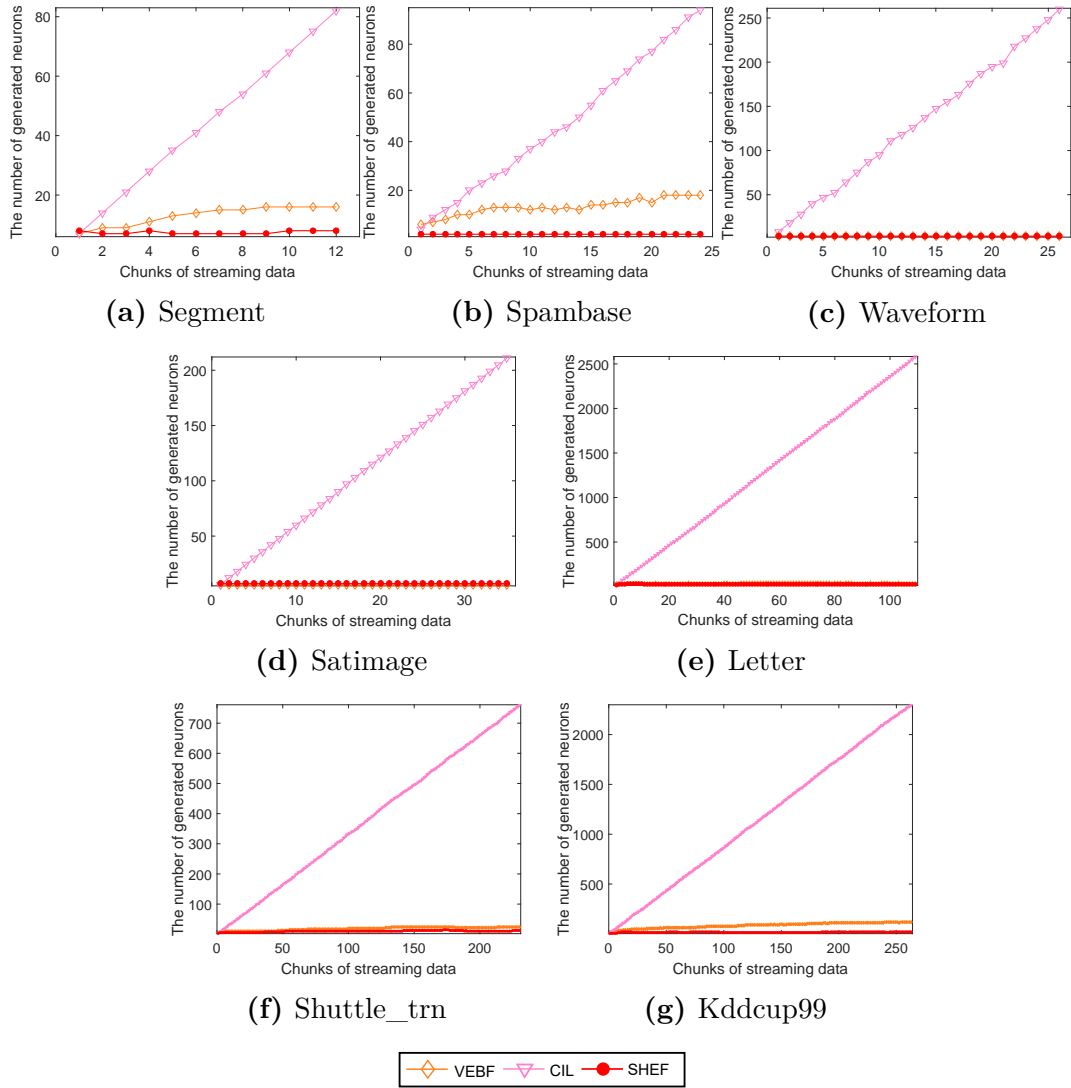 The number of generated neurons
80
60
40
20
0 2 4 6 8 10 12
Chunks of streaming data
(a) Segment
The number of generated neurons
80
60
40
20
0 5 10 15 20 25
Chunks of streaming data
(b) Spambase
The number of generated neurons
250
200
150
100
50
0 5 10 15 20 25
Chunks of streaming data
(c) Waveform
The number of generated neurons
200
150
100
50
0 10 20 30
Chunks of streaming data
(d) Satimage
The number of generated neurons
2500
2000
1500
1000
500
0 20 40 60 80 100
Chunks of streaming data
(e) Letter
The number of generated neurons
700
600
500
400
300
200
100
0 50 100 150 200
Chunks of streaming data
(f) Shuttle_trn
The number of generated neurons
2000
1500
1000
500
0 50 100 150 200 250
Chunks of streaming data
(g) Kddcup99
VEBF CIL SHEF